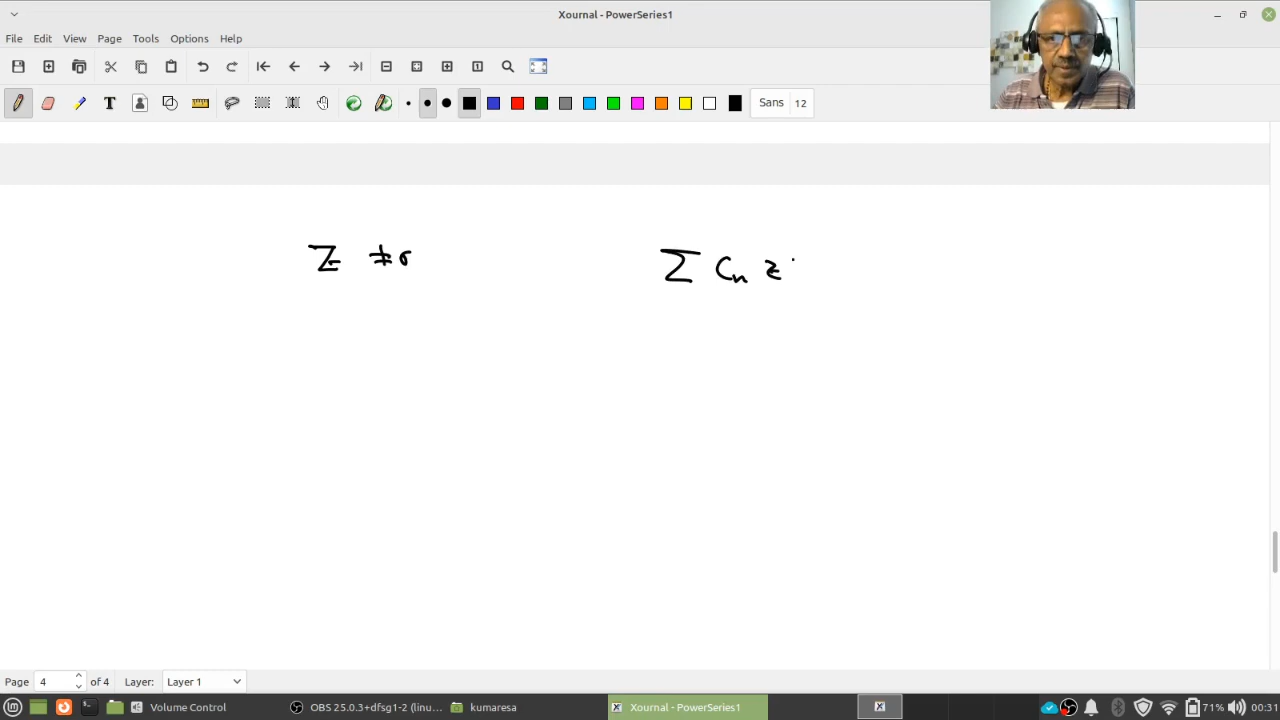 Xournal - PowerSeries1
File Edit View Page Tools Options Help
Sans 12
Z ≠0 Σ Cn z
Page 4 of 4 Layer: Layer 1
Volume Control OBS 25.0.3+dfsg1-2 (linu... kumaresa Xournal - PowerSeries1 71% 00:31